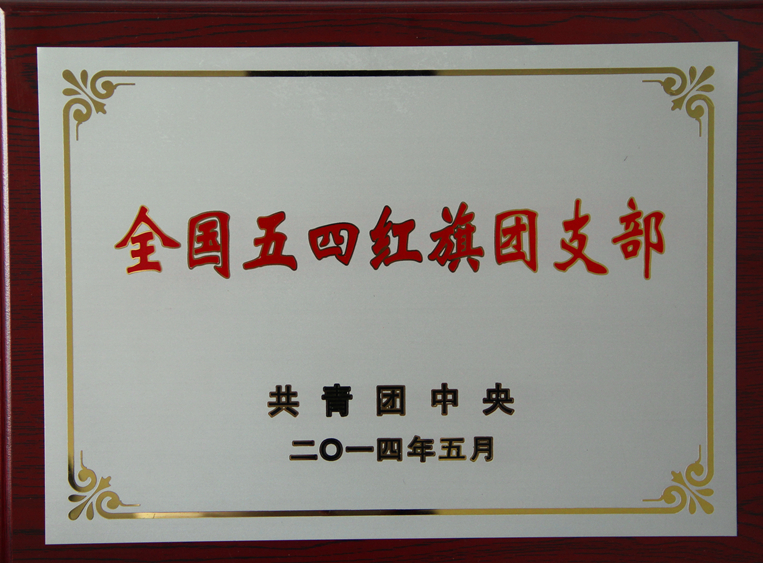 全国五四红旗团支部
共青团中央
二〇一四年五月